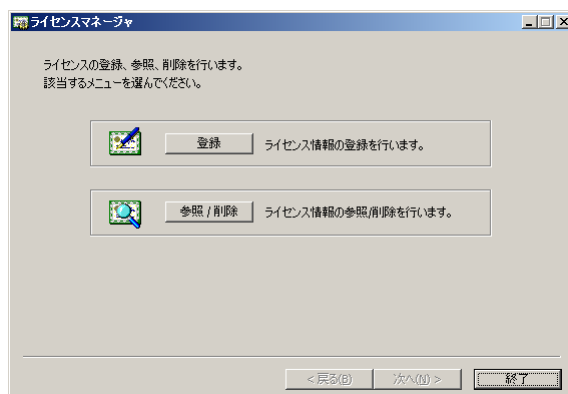 ライセンスマネージャ
ライセンスの登録、参照、削除を行います。
該当するメニューを選んでください。
登録 ライセンス情報の登録を行います。
参照 / 削除 ライセンス情報の参照/削除を行います。
< 戻る(B) 次へ(N) > 終了